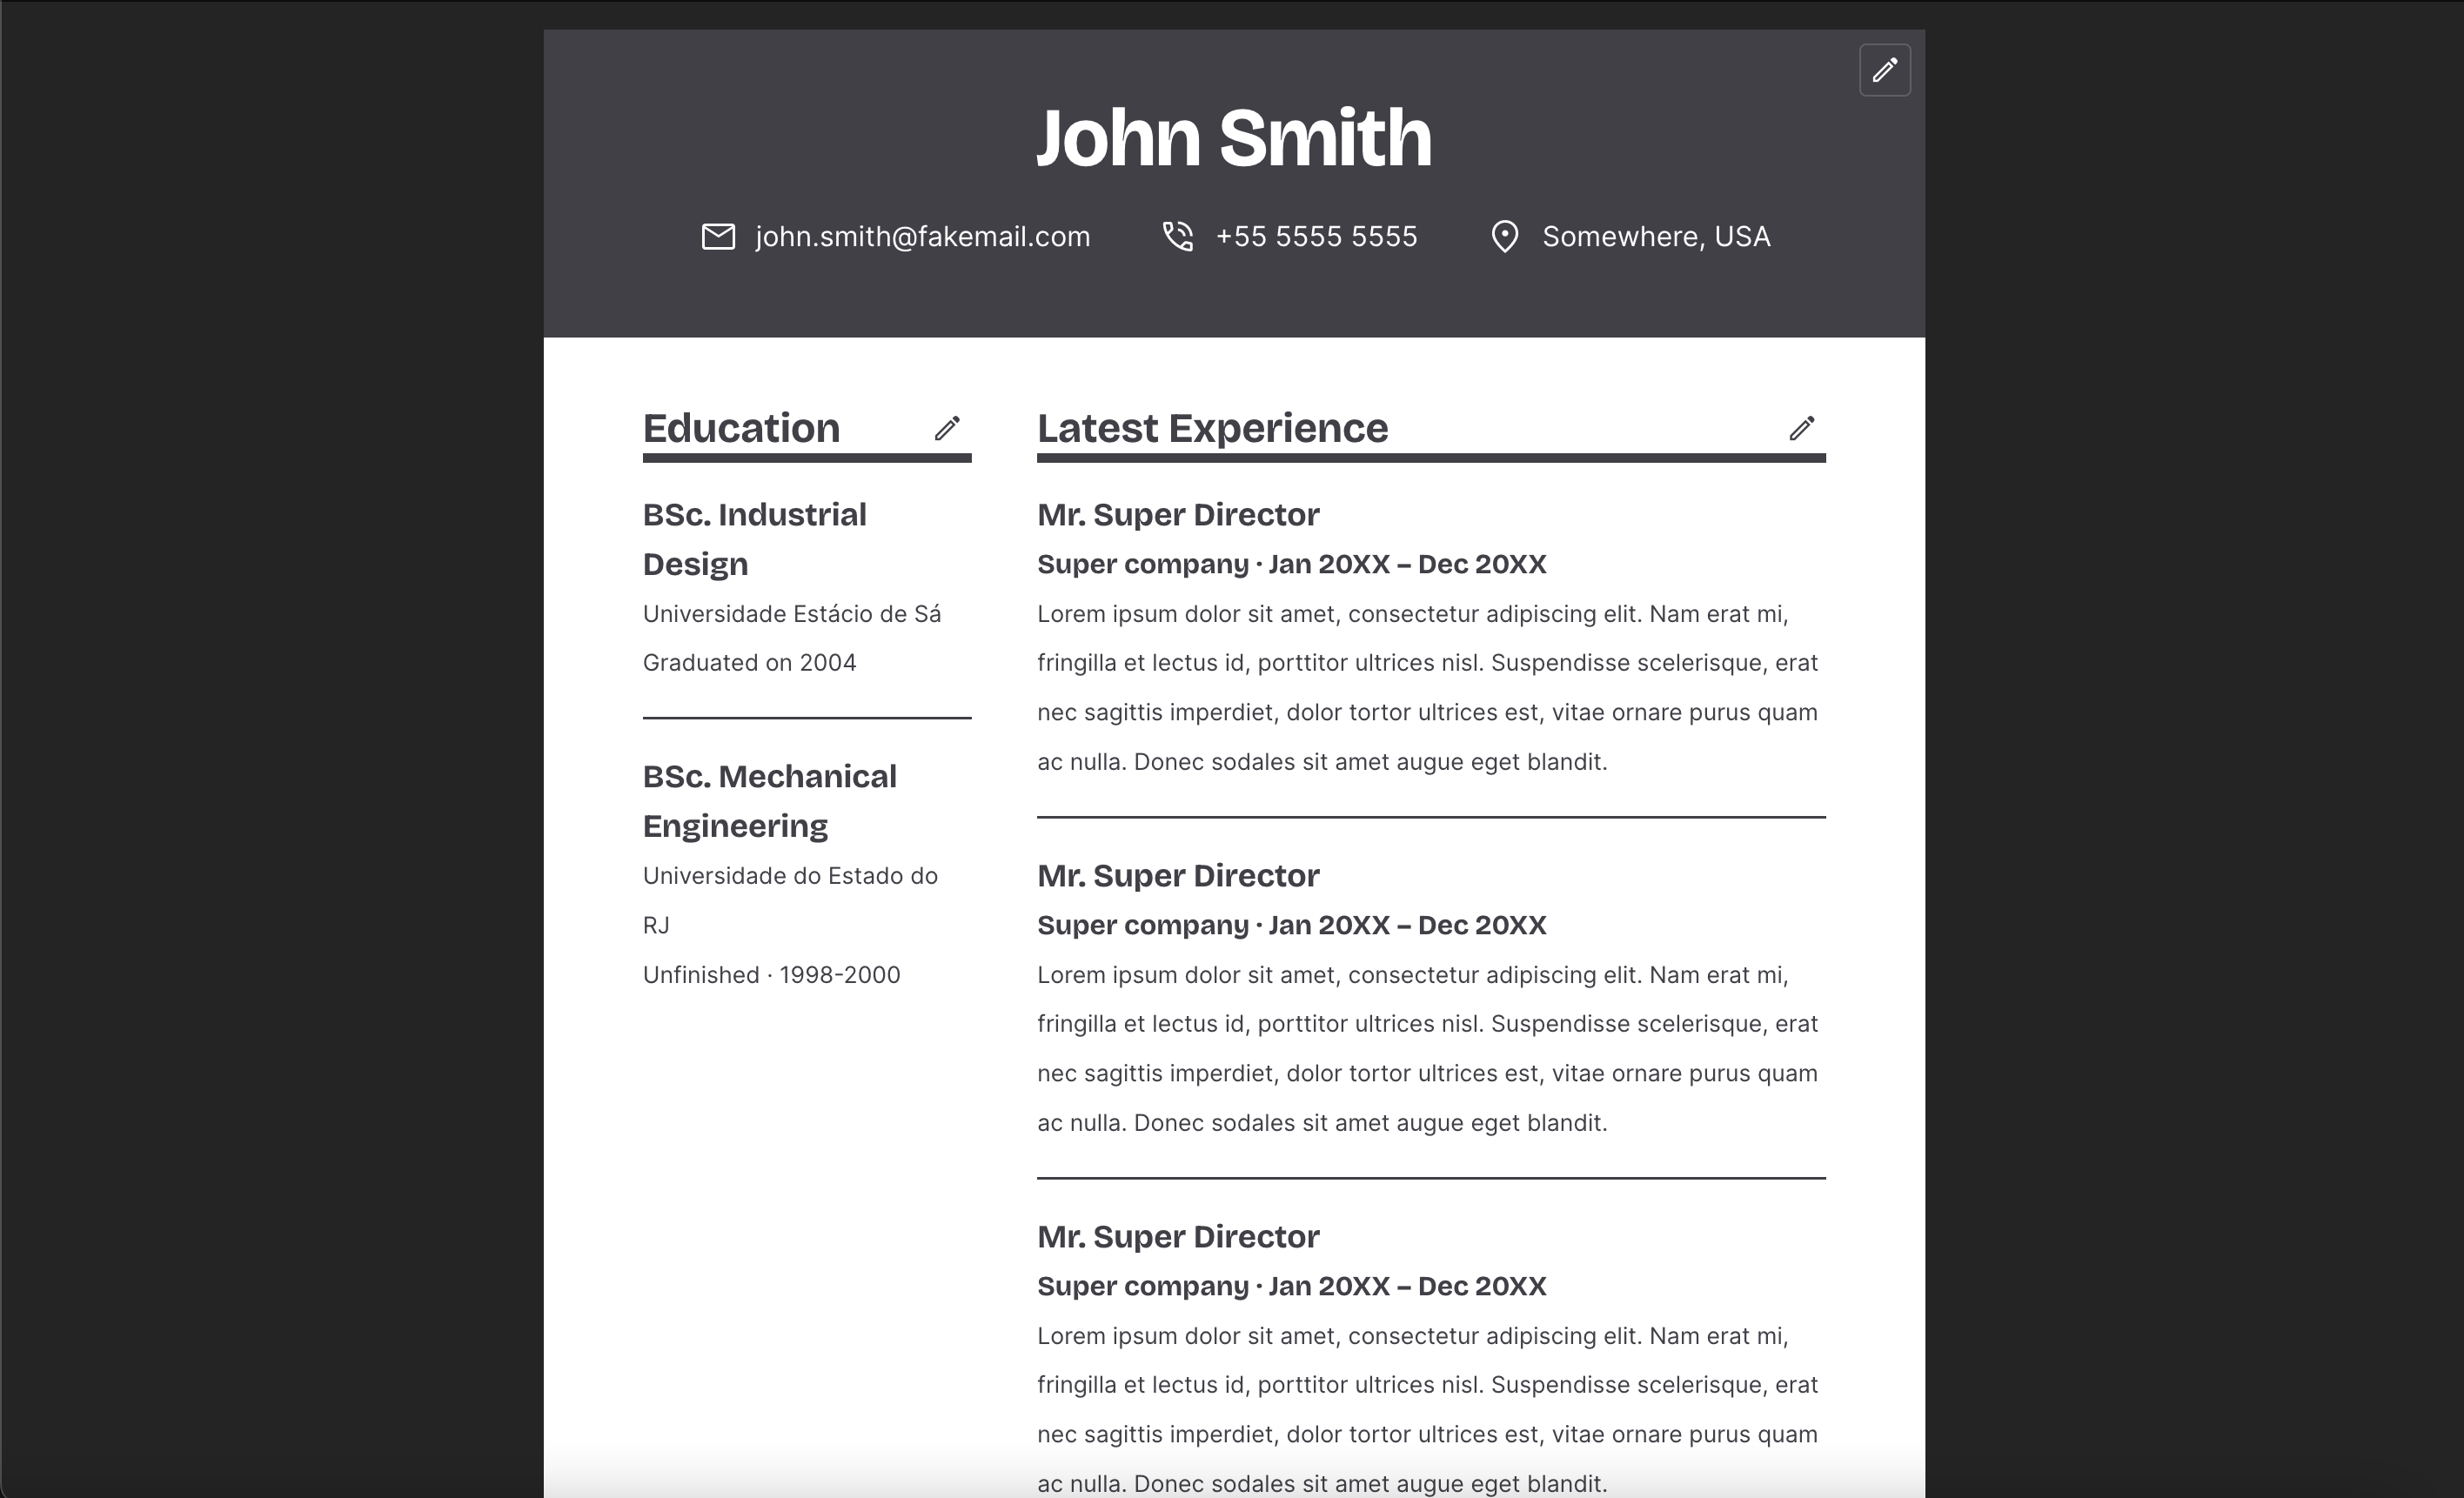 John Smith
john.smith@fakemail.com
+55 5555 5555
Somewhere, USA
Education
BSc. Industrial
Design
Universidade Estácio de Sá
Graduated on 2004
BSc. Mechanical
Engineering
Universidade do Estado do
RJ
Unfinished · 1998-2000
Latest Experience
Mr. Super Director
Super company · Jan 20XX – Dec 20XX
Lorem ipsum dolor sit amet, consectetur adipiscing elit. Nam erat mi,
fringilla et lectus id, porttitor ultrices nisl. Suspendisse scelerisque, erat
nec sagittis imperdiet, dolor tortor ultrices est, vitae ornare purus quam
ac nulla. Donec sodales sit amet augue eget blandit.
Mr. Super Director
Super company · Jan 20XX – Dec 20XX
Lorem ipsum dolor sit amet, consectetur adipiscing elit. Nam erat mi,
fringilla et lectus id, porttitor ultrices nisl. Suspendisse scelerisque, erat
nec sagittis imperdiet, dolor tortor ultrices est, vitae ornare purus quam
ac nulla. Donec sodales sit amet augue eget blandit.
Mr. Super Director
Super company · Jan 20XX – Dec 20XX
Lorem ipsum dolor sit amet, consectetur adipiscing elit. Nam erat mi,
fringilla et lectus id, porttitor ultrices nisl. Suspendisse scelerisque, erat
nec sagittis imperdiet, dolor tortor ultrices est, vitae ornare purus quam
ac nulla. Donec sodales sit amet augue eget blandit.